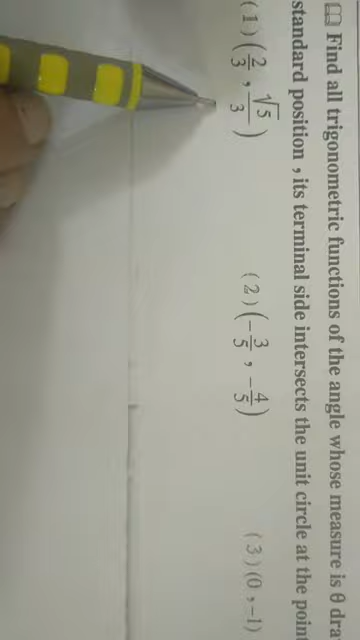 Find all trigonometric functions of the angle whose measure is θ dra
standard position , its terminal side intersects the unit circle at the poin
(1) (2/3 , √5/3) (2) (-3/5 , -4/5) (3) (0 , -1)